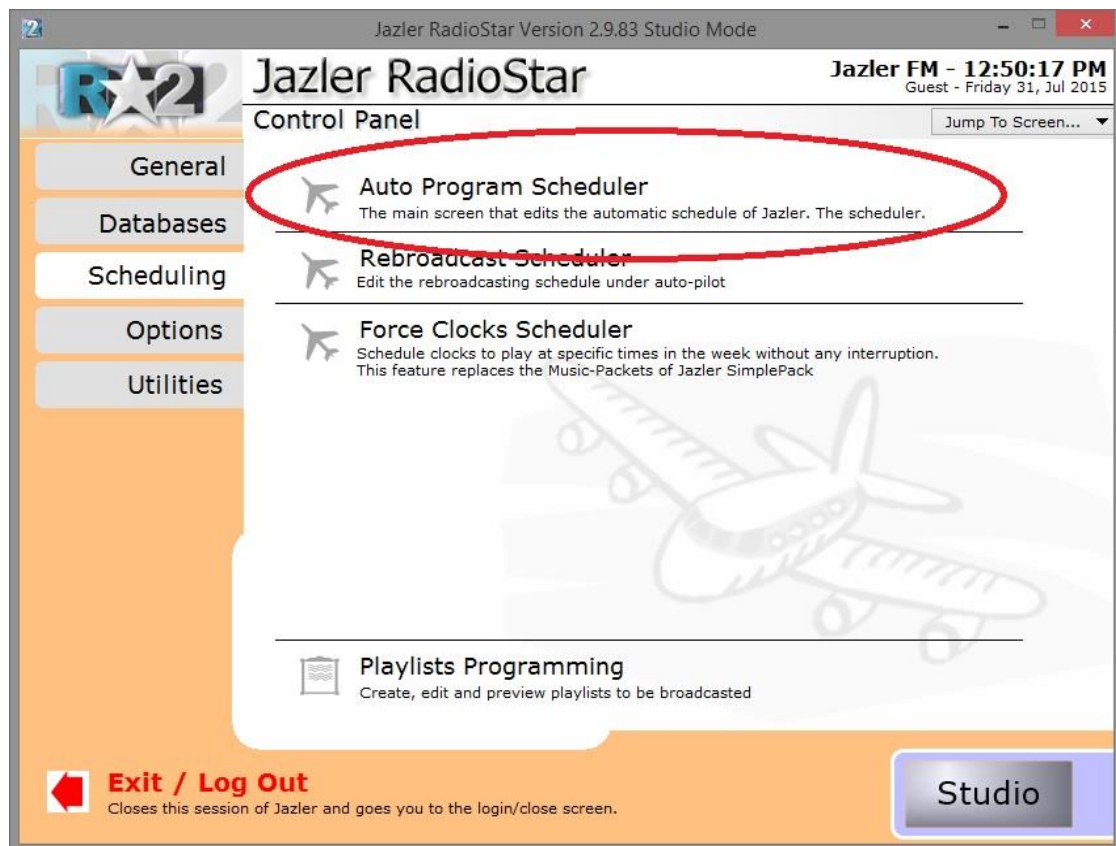 2
Jazler RadioStar Version 2.9.83 Studio Mode
R 2
Jazler RadioStar
Jazler FM - 12:50:17 PM
Guest - Friday 31, Jul 2015
Control Panel
Jump To Screen...
General
Databases
Scheduling
Options
Utilities
Auto Program Scheduler
The main screen that edits the automatic schedule of Jazler. The scheduler.
Rebroadcast Scheduler
Edit the rebroadcasting schedule under auto-pilot
Force Clocks Scheduler
Schedule clocks to play at specific times in the week without any interruption.
This feature replaces the Music-Packets of Jazler SimplePack
Playlists Programming
Create, edit and preview playlists to be broadcasted
Exit / Log Out
Closes this session of Jazler and goes you to the login/close screen.
Studio